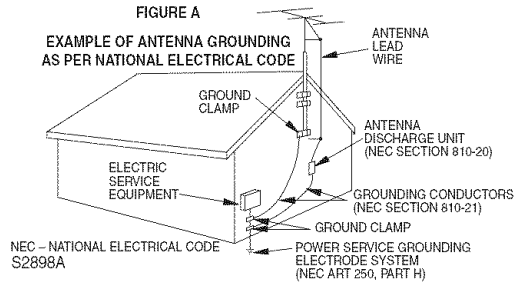 FIGURE A
EXAMPLE OF ANTENNA GROUNDING
AS PER NATIONAL ELECTRICAL CODE
ANTENNA
LEAD
WIRE
GROUND
CLAMP
ANTENNA
DISCHARGE UNIT
(NEC SECTION 810-20)
ELECTRIC
SERVICE
EQUIPMENT
GROUNDING CONDUCTORS
(NEC SECTION 810-21)
GROUND CLAMP
NEC – NATIONAL ELECTRICAL CODE
S2898A
POWER SERVICE GROUNDING
ELECTRODE SYSTEM
(NEC ART 250, PART H)